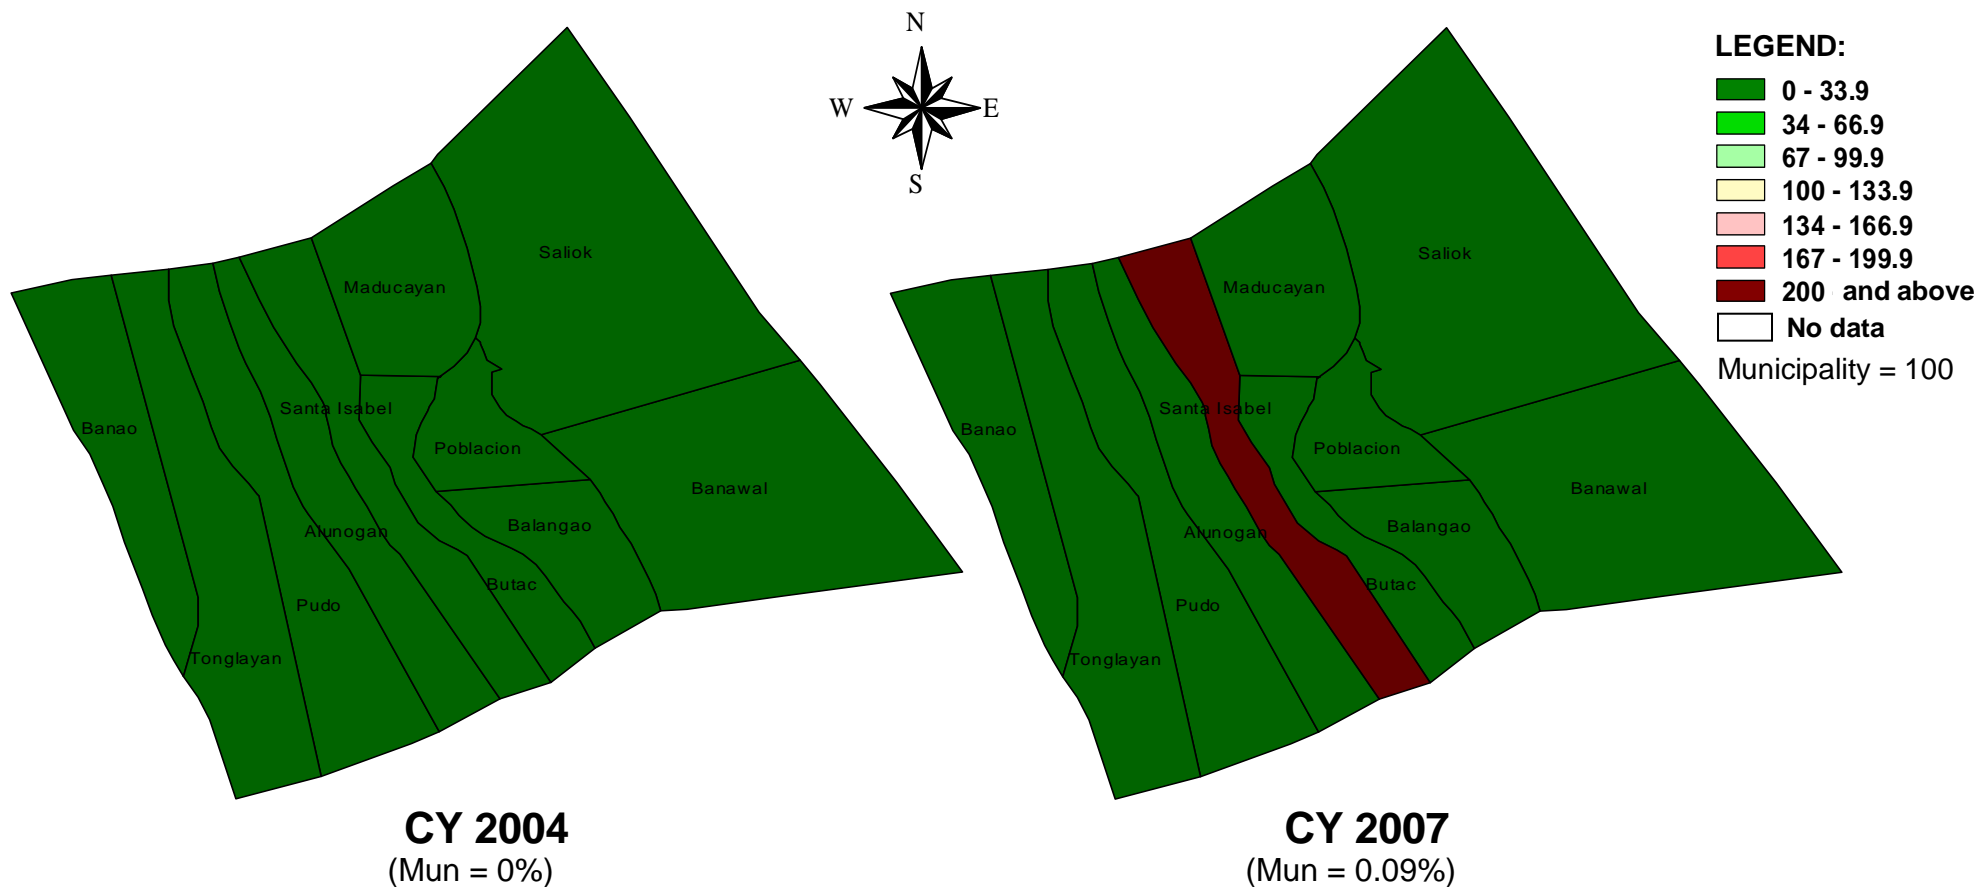 N
W
E
S
LEGEND:
0 - 33.9
34 - 66.9
67 - 99.9
100 - 133.9
134 - 166.9
167 - 199.9
200 and above
No data
Municipality = 100
Saliok
Maducayan
Santa Isabel
Banao
Poblacion
Banawal
Balangao
Alunogan
Butac
Pudo
Tonglayan
CY 2004
(Mun = 0%)
Saliok
Maducayan
Santa Isabel
Banao
Poblacion
Banawal
Balangao
Alunogan
Butac
Pudo
Tonglayan
CY 2007
(Mun = 0.09%)